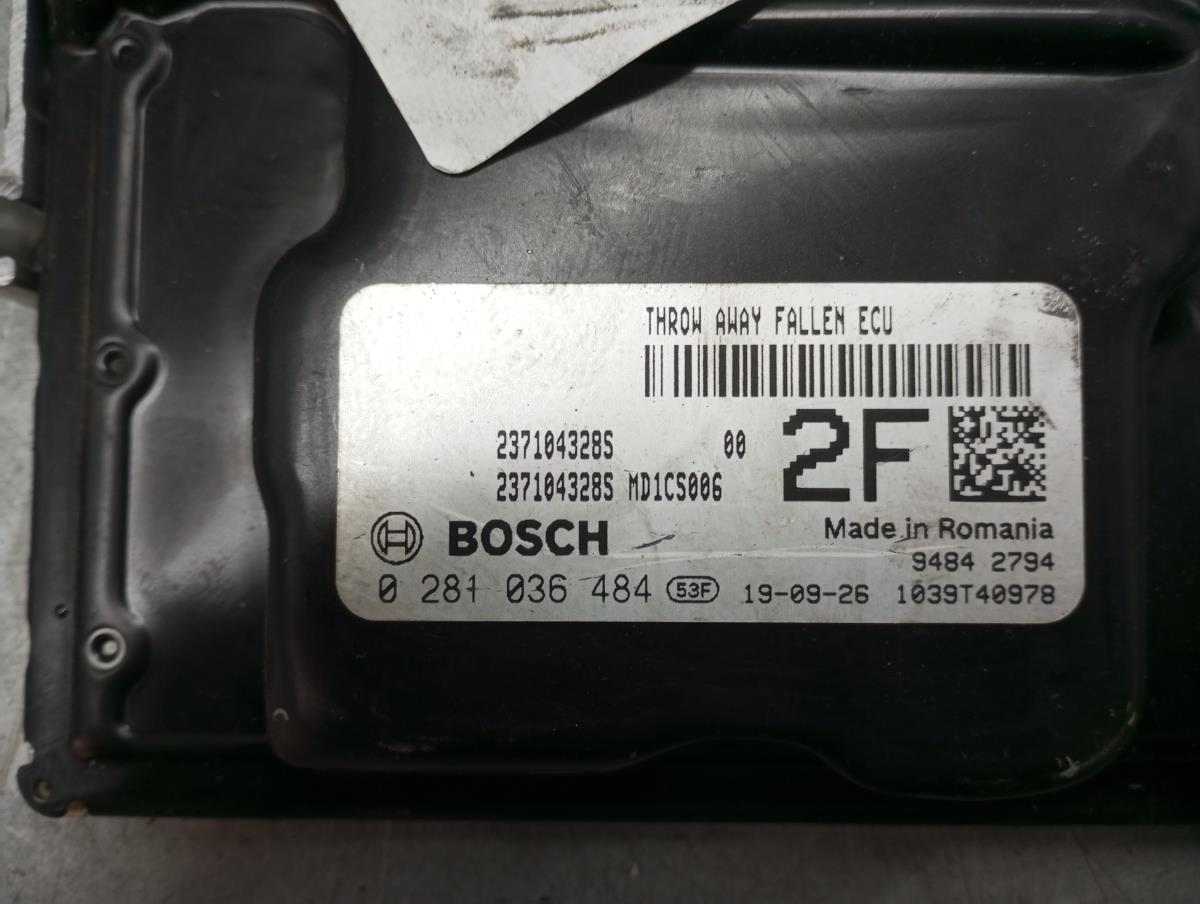 THROW AWAY FALLEN ECU
237104328S 00
237104328S MD1CS006
2F
BOSCH
Made in Romania
9484 2794
0 281 036 484 53F 19-09-26 1039T40978